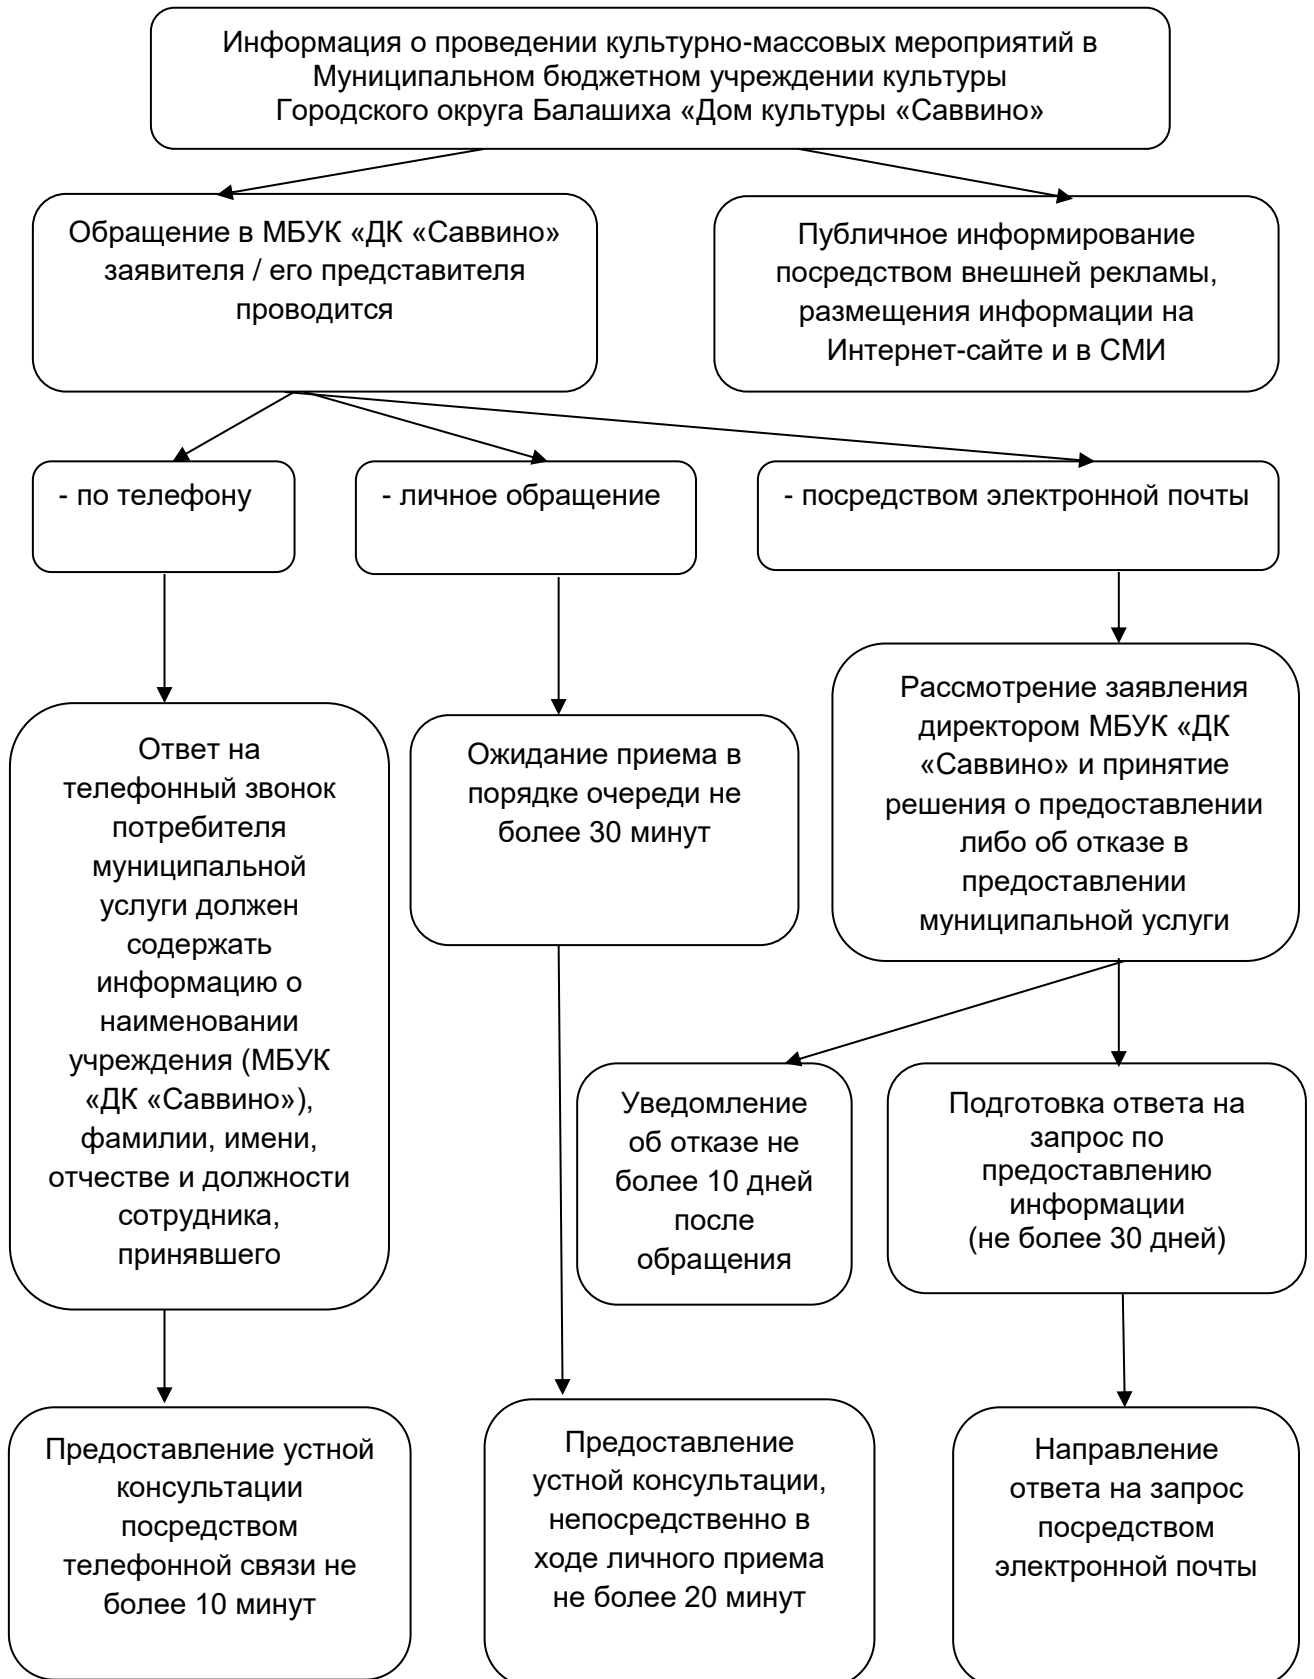 Информация о проведении культурно-массовых мероприятий в
Муниципальном бюджетном учреждении культуры
Городского округа Балашиха «Дом культуры «Саввино»
Обращение в МБУК «ДК «Саввино»
заявителя / его представителя
проводится
Публичное информирование
посредством внешней рекламы,
размещения информации на
Интернет-сайте и в СМИ
- по телефону
- личное обращение
- посредством электронной почты
Ответ на
телефонный звонок
потребителя
муниципальной
услуги должен
содержать
информацию о
наименовании
учреждения (МБУК
«ДК «Саввино»),
фамилии, имени,
отчестве и должности
сотрудника,
принявшего
Ожидание приема в
порядке очереди не
более 30 минут
Рассмотрение заявления
директором МБУК «ДК
«Саввино» и принятие
решения о предоставлении
либо об отказе в
предоставлении
муниципальной услуги
Уведомление
об отказе не
более 10 дней
после
обращения
Подготовка ответа на
запрос по
предоставлению
информации
(не более 30 дней)
Предоставление устной
консультации
посредством
телефонной связи не
более 10 минут
Предоставление
устной консультации,
непосредственно в
ходе личного приема
не более 20 минут
Направление
ответа на запрос
посредством
электронной почты